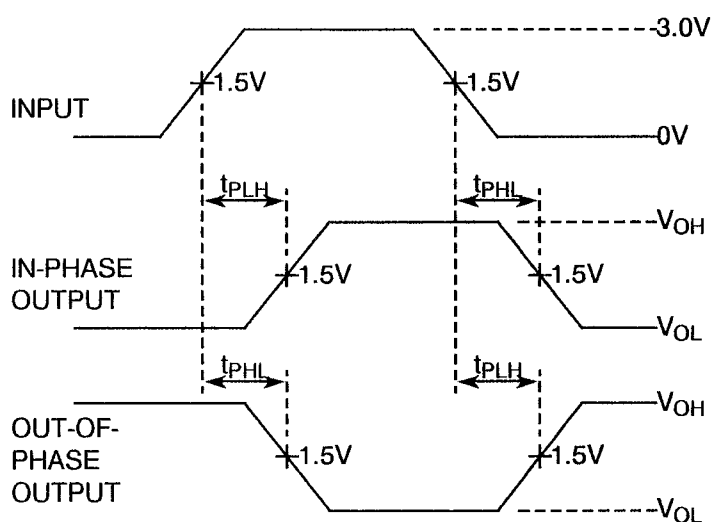 3.0V
1.5V 1.5V
INPUT
0V
tPLH tPHL
VOH
IN-PHASE
OUTPUT
1.5V 1.5V
VOL
tPHL tPLH
VOH
OUT-OF-
PHASE
OUTPUT
1.5V 1.5V
VOL